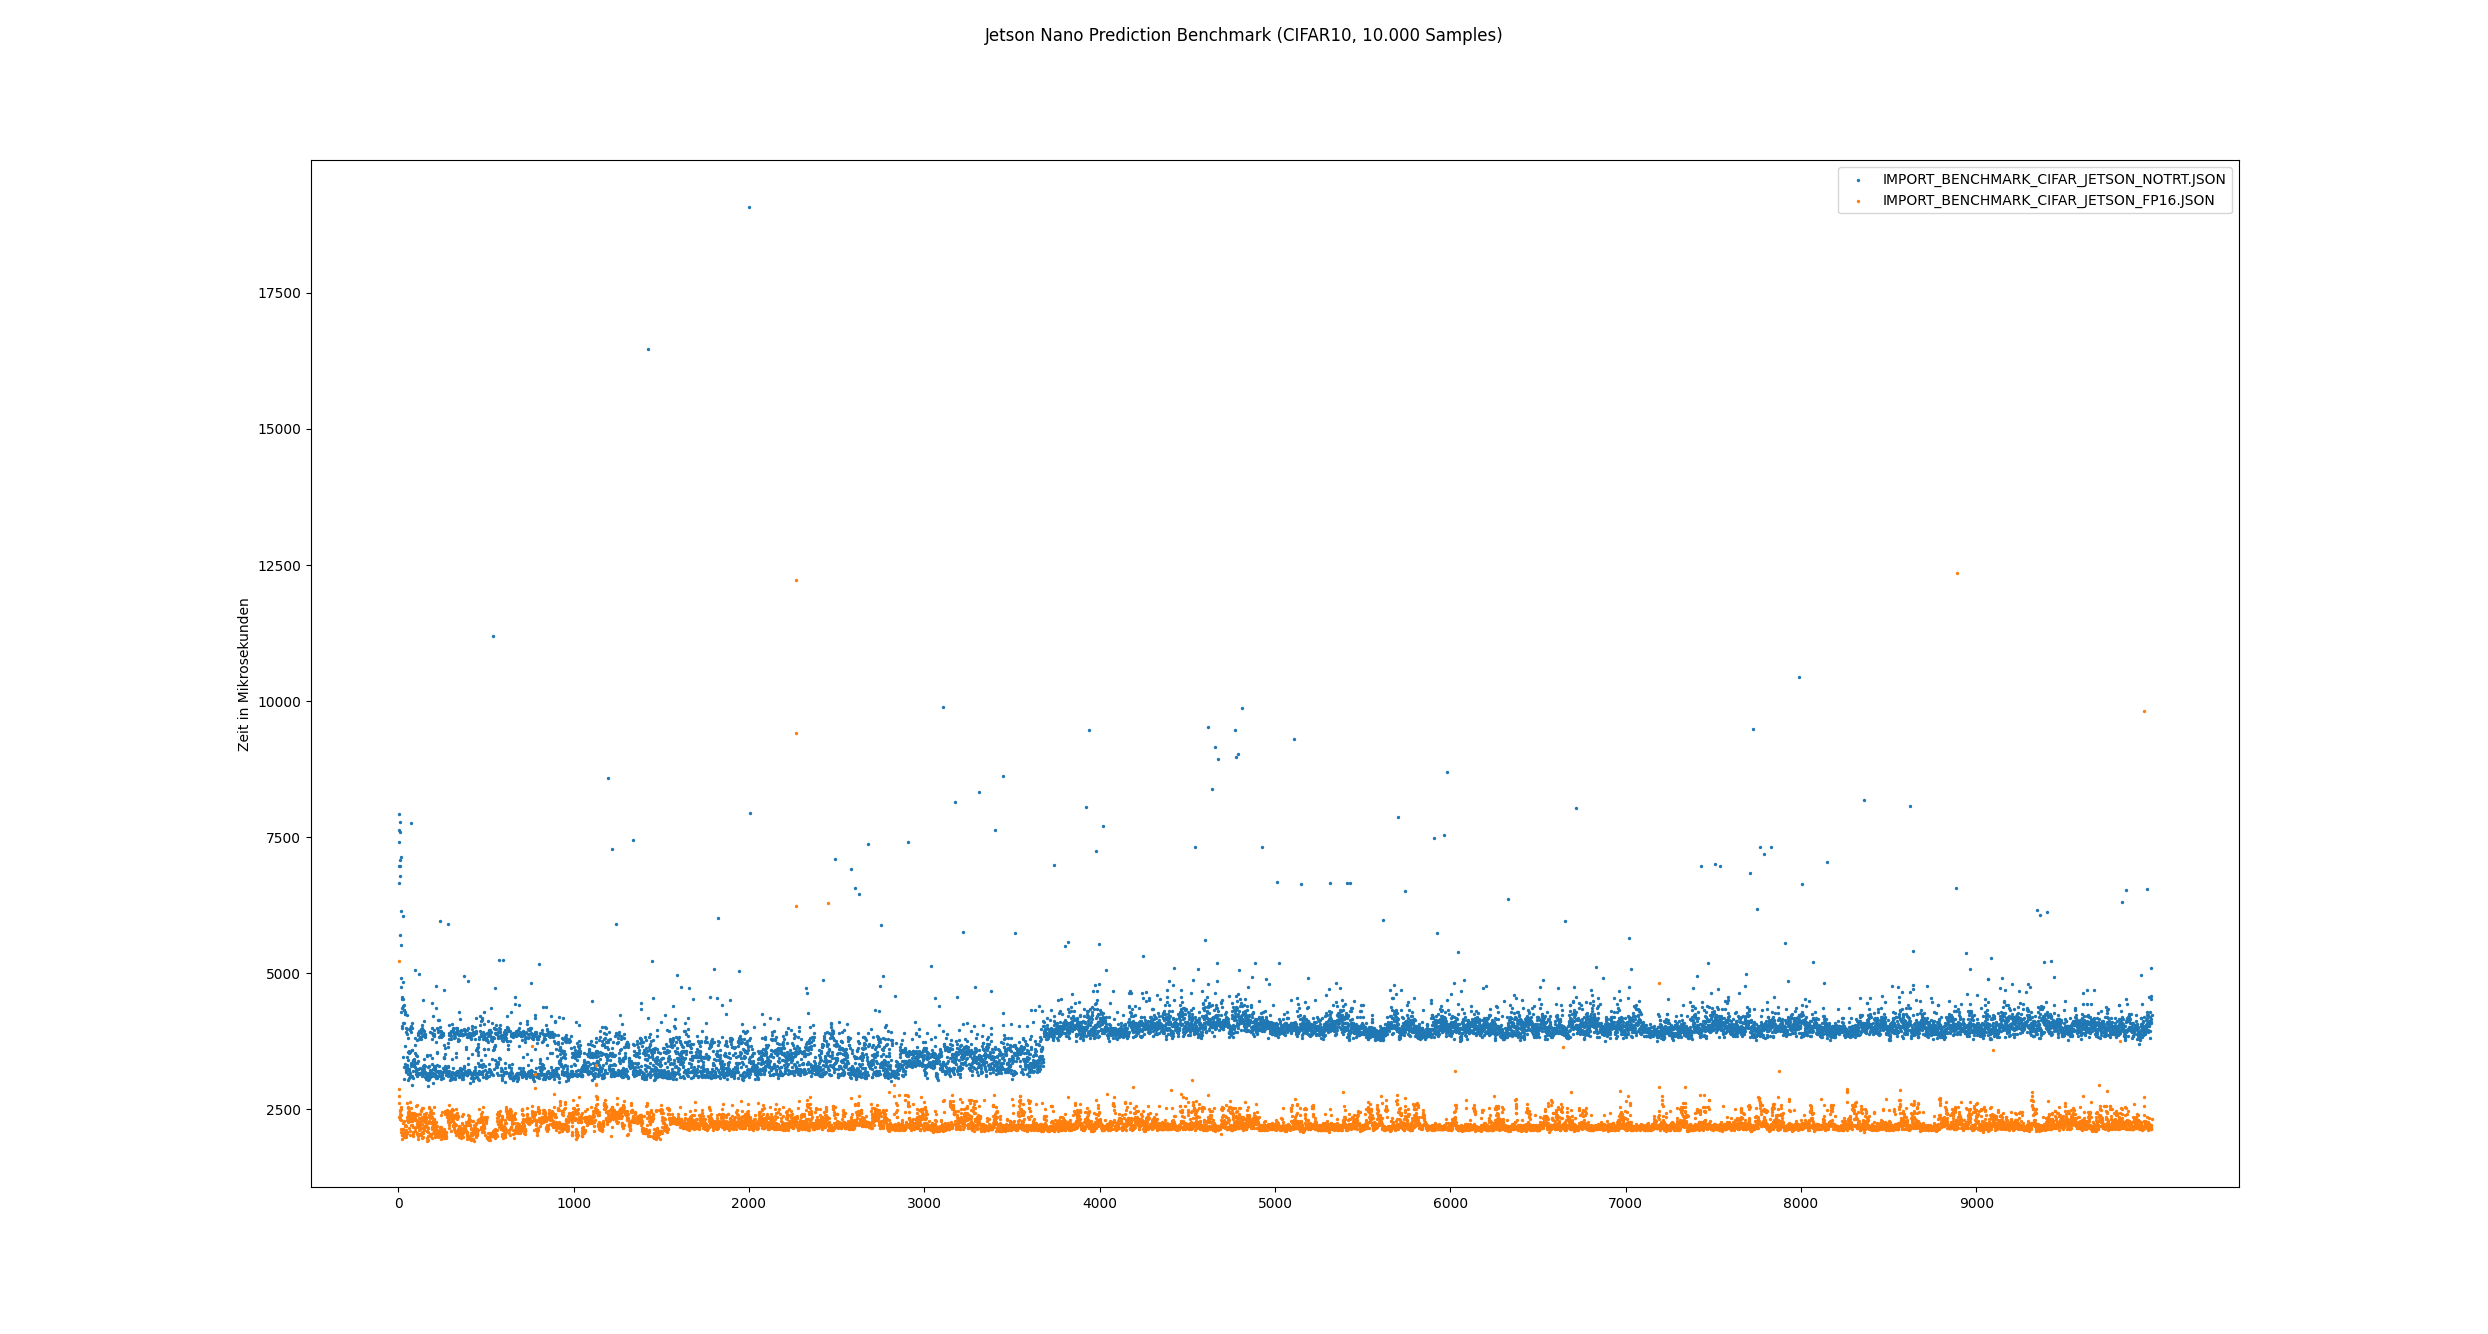 Jetson Nano Prediction Benchmark (CIFAR10, 10.000 Samples)
IMPORT_BENCHMARK_CIFAR_JETSON_NOTRT.JSON
IMPORT_BENCHMARK_CIFAR_JETSON_FP16.JSON
17500
15000
12500
10000
7500
5000
2500
Zeit in Mikrosekunden
0 1000 2000 3000 4000 5000 6000 7000 8000 9000